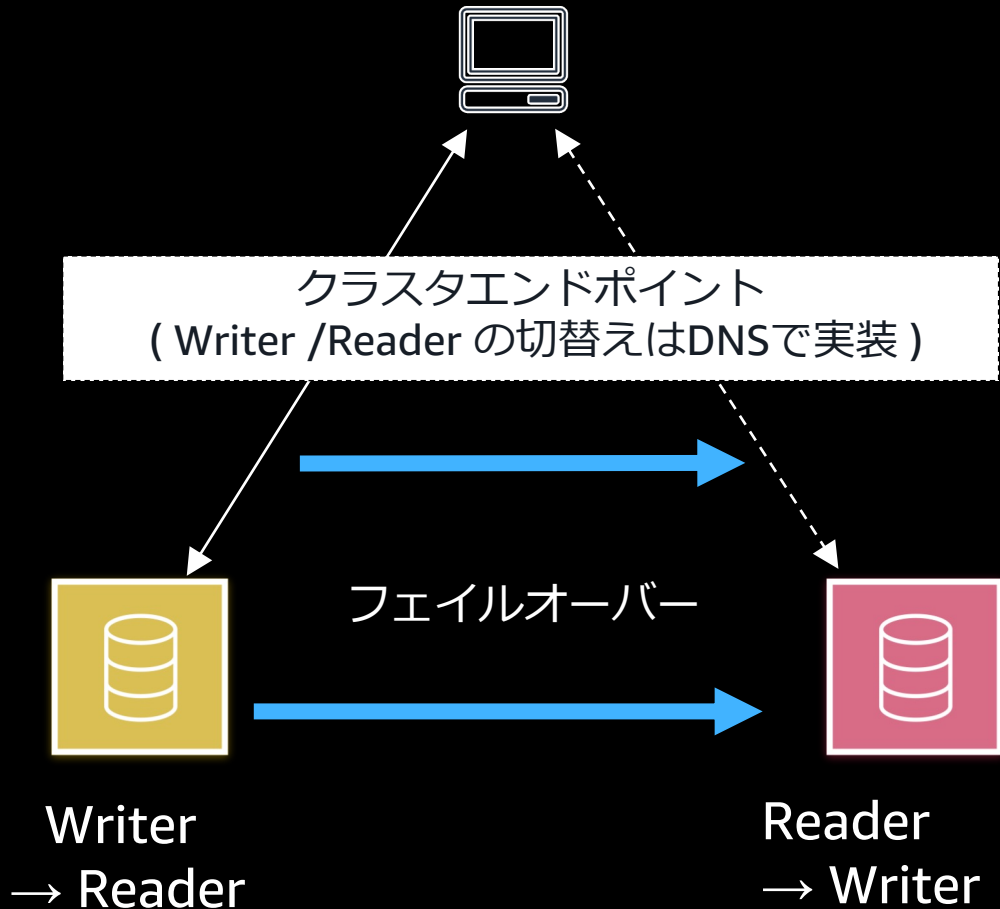 クラスタエンドポイント
( Writer /Reader の切替えはDNSで実装 )
フェイルオーバー
Writer
→ Reader
Reader
→ Writer